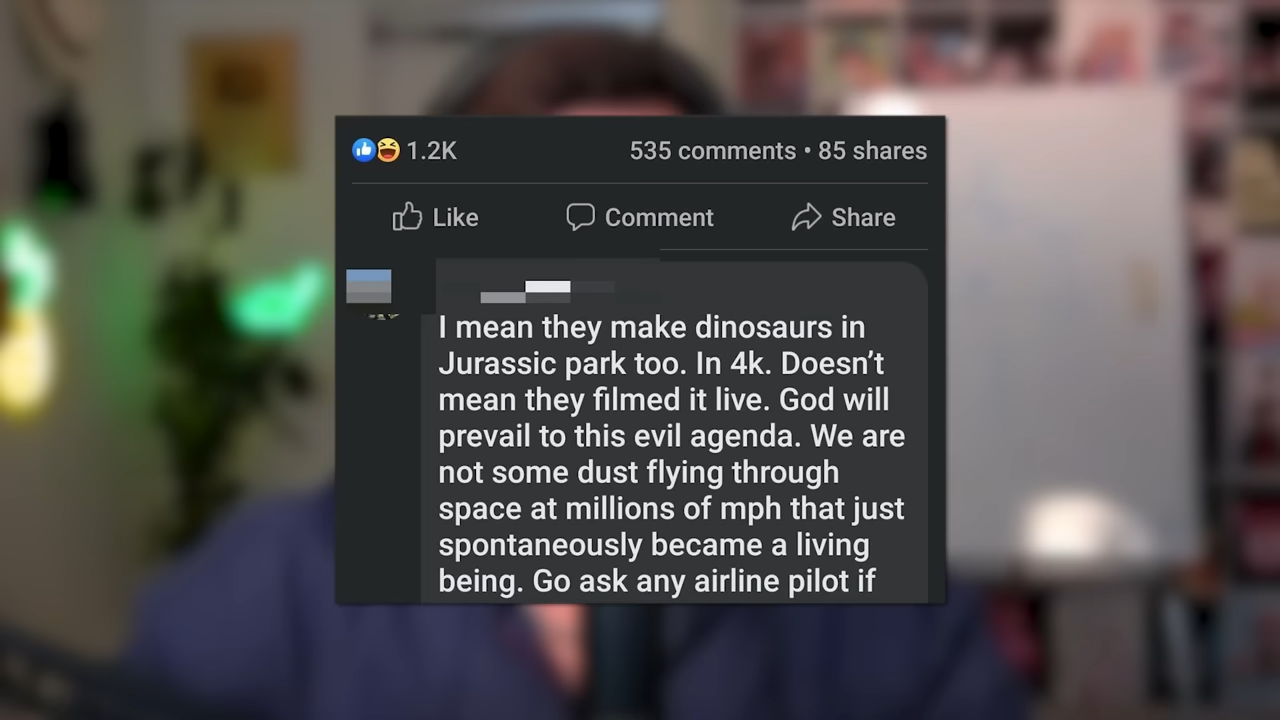 1.2K 535 comments • 85 shares
Like Comment Share
I mean they make dinosaurs in
Jurassic park too. In 4k. Doesn’t
mean they filmed it live. God will
prevail to this evil agenda. We are
not some dust flying through
space at millions of mph that just
spontaneously became a living
being. Go ask any airline pilot if